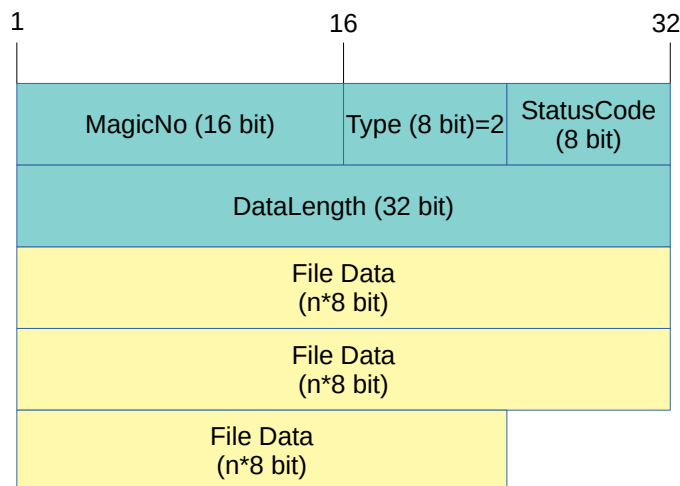 1 16 32
MagicNo (16 bit) Type (8 bit)=2 StatusCode
(8 bit)
DataLength (32 bit)
File Data
(n*8 bit)
File Data
(n*8 bit)
File Data
(n*8 bit)